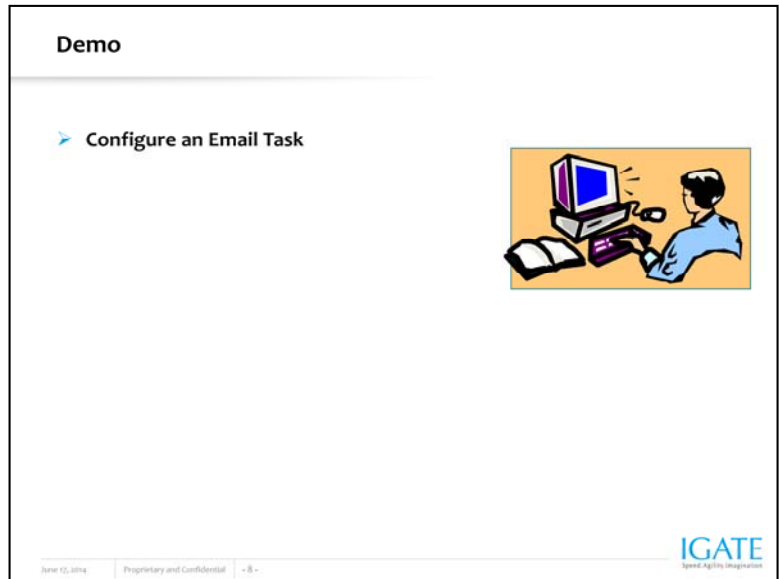 Demo
➢ Configure an Email Task
June 17, 2014 Proprietary and Confidential - 8 -
IGATE
Speed.Agility.Imagination